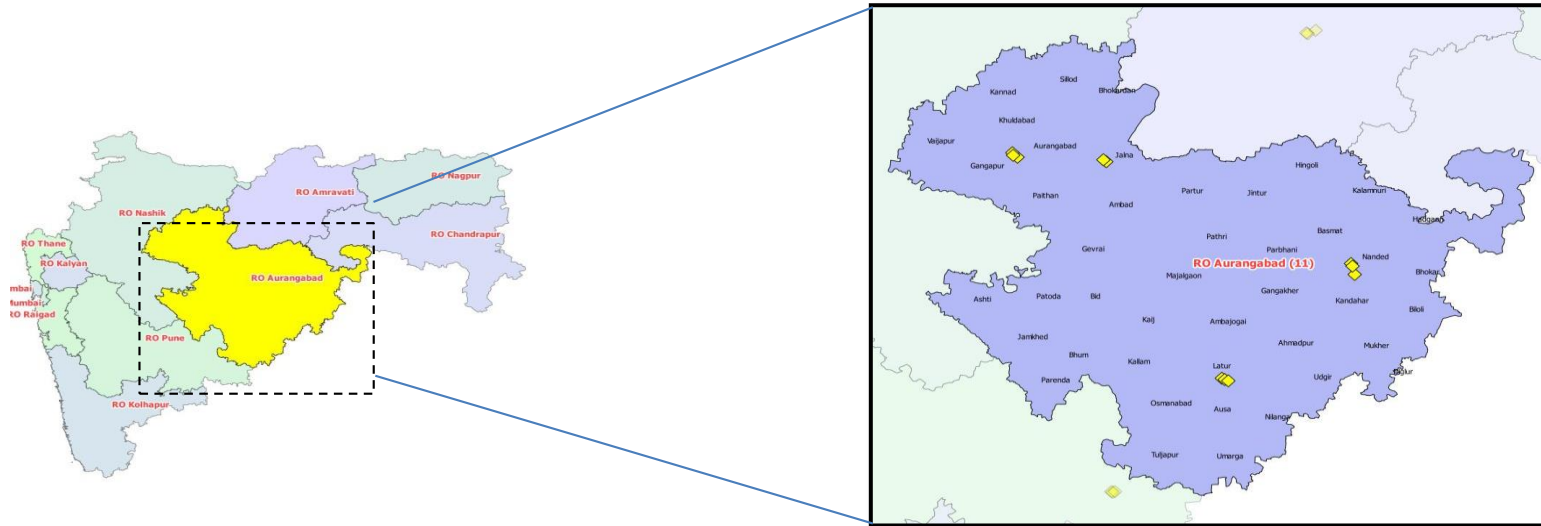 RO Nagpur
RO Amravati
RO Nashik
RO Chandrapur
RO Thane
RO Kalyan
RO Aurangabad
mbai
Mumbai
RO Raigad
RO Pune
RO Kolhapur
Sillod
Kannad
Bhokardan
Khuldabad
Vaijapur
Aurangabad
Jalna
Gangapur
Hingoli
Partur
Jintur
Kalamnuri
Paithan
Ambad
Hadgaon
Basmat
Pathri
Gevrai
Parbhani
Nanded
RO Aurangabad (11)
Majalgaon
Bhokar
Gangakher
Ashti
Patoda
Bid
Kandahar
Biloli
Kaij
Ambajogai
Jamkhed
Ahmadpur
Mukher
Bhum
Kallam
Latur
Parenda
Udgir
Osmanabad
Ausa
Nilanga
Tuljapur
Umarga